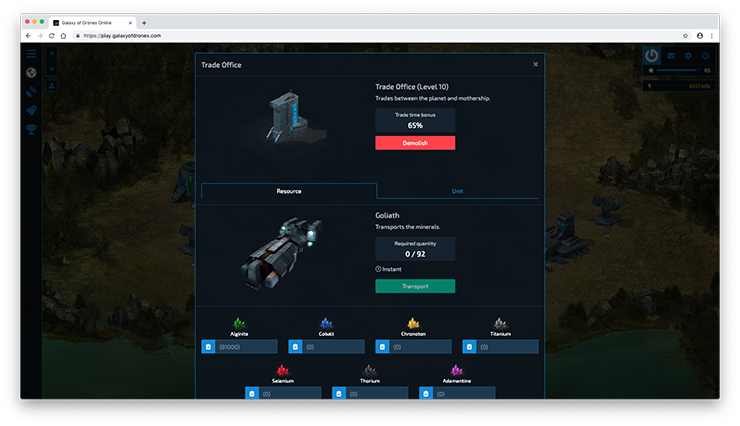 Galaxy of Drones Online
https://play.galaxyofdrones.com
Trade Office
Trade Office (Level 10)
Trades between the planet and mothership.
Trade time bonus
65%
Demolish
65
Resource
Unit
Goliath
Transports the minerals.
Required quantity
0 / 92
Instant
Transport
Alginite
Cobalt
Chronoton
Titanium
(81000)
(0)
(0)
(0)
Selenium
Thorium
Adamantine
(0)
(0)
(0)